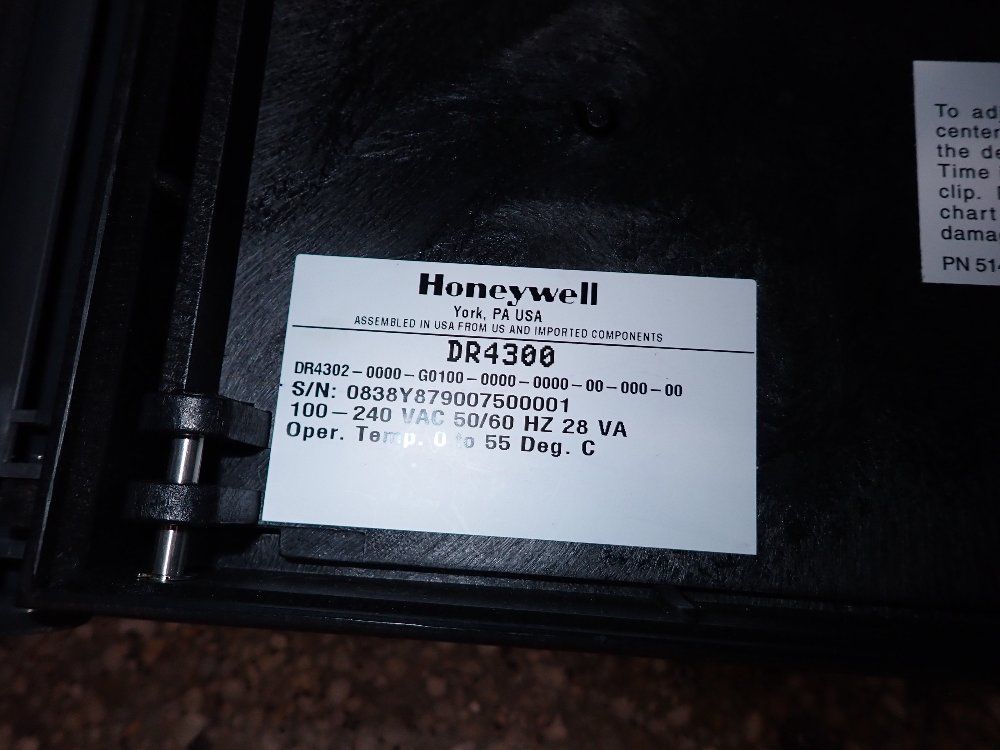 Honeywell
York, PA USA
ASSEMBLED IN USA FROM US AND IMPORTED COMPONENTS
DR4300
DR4302-0000-G0100-0000-0000-00-000-00
S/N: 0838Y879007500001
100-240 VAC 50/60 HZ 28 VA
Oper. Temp. 0 to 55 Deg. C
To adj
center
the de
Time
clip.
chart
dama
PN 514